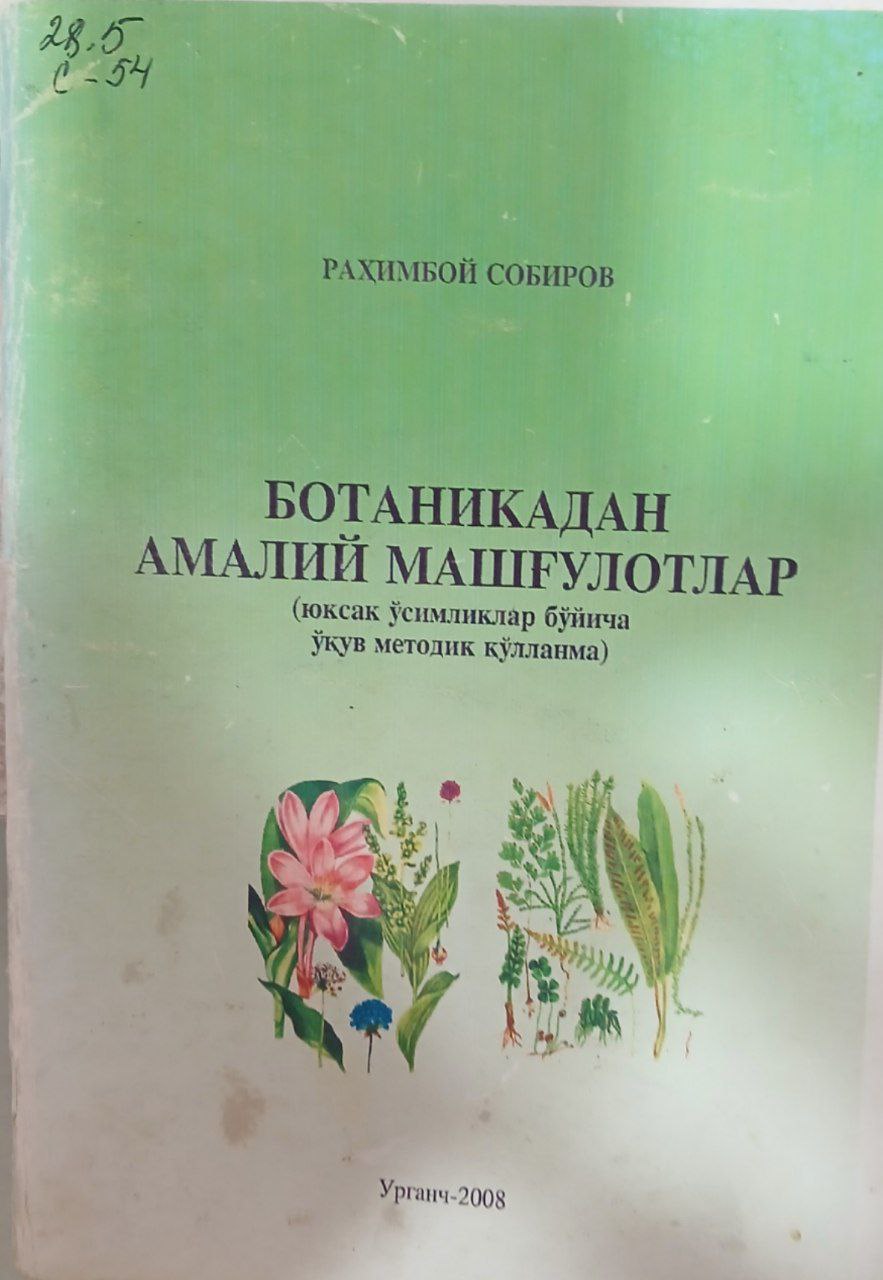 28.5
С-54
РАҲИМБОЙ СОБИРОВ
БОТАНИКАДАН
АМАЛИЙ МАШҒУЛОТЛАР
(юксак ўсимликлар бўйича
ўқув методик қўлланма)
Урганч-2008